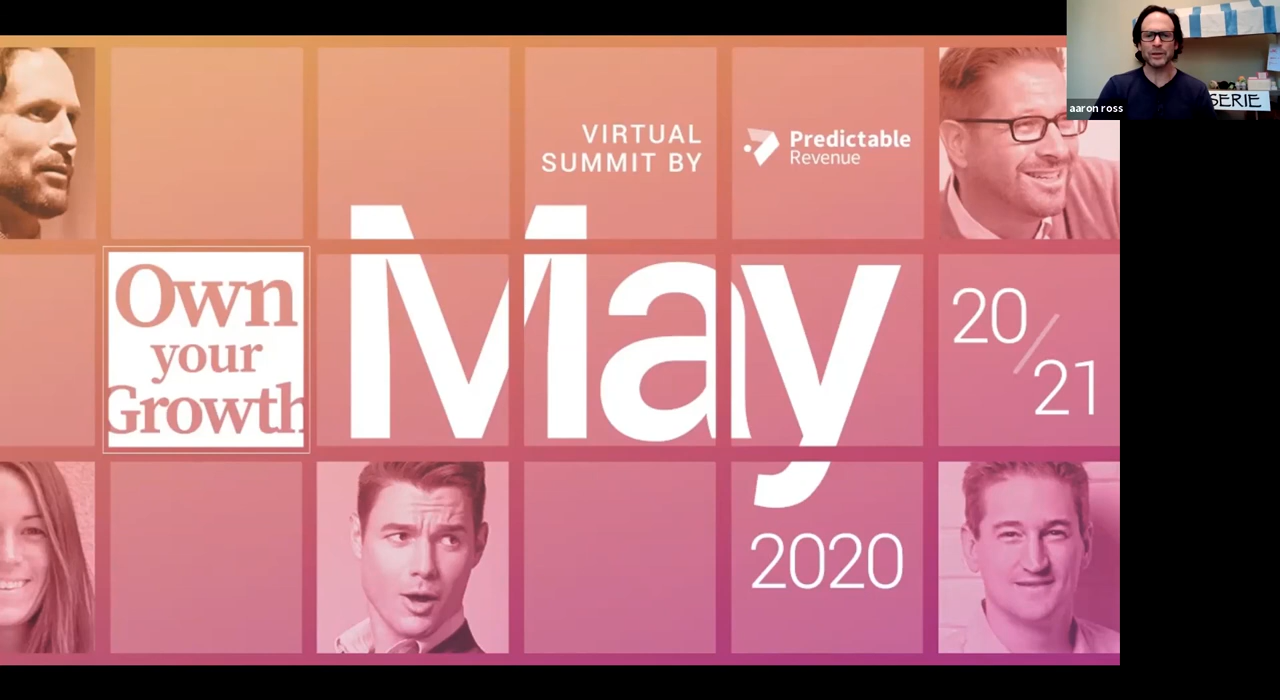 VIRTUAL
SUMMIT BY
Predictable
Revenue
Own
your
Growth
May
20/
21
2020
aaron ross
SERIE